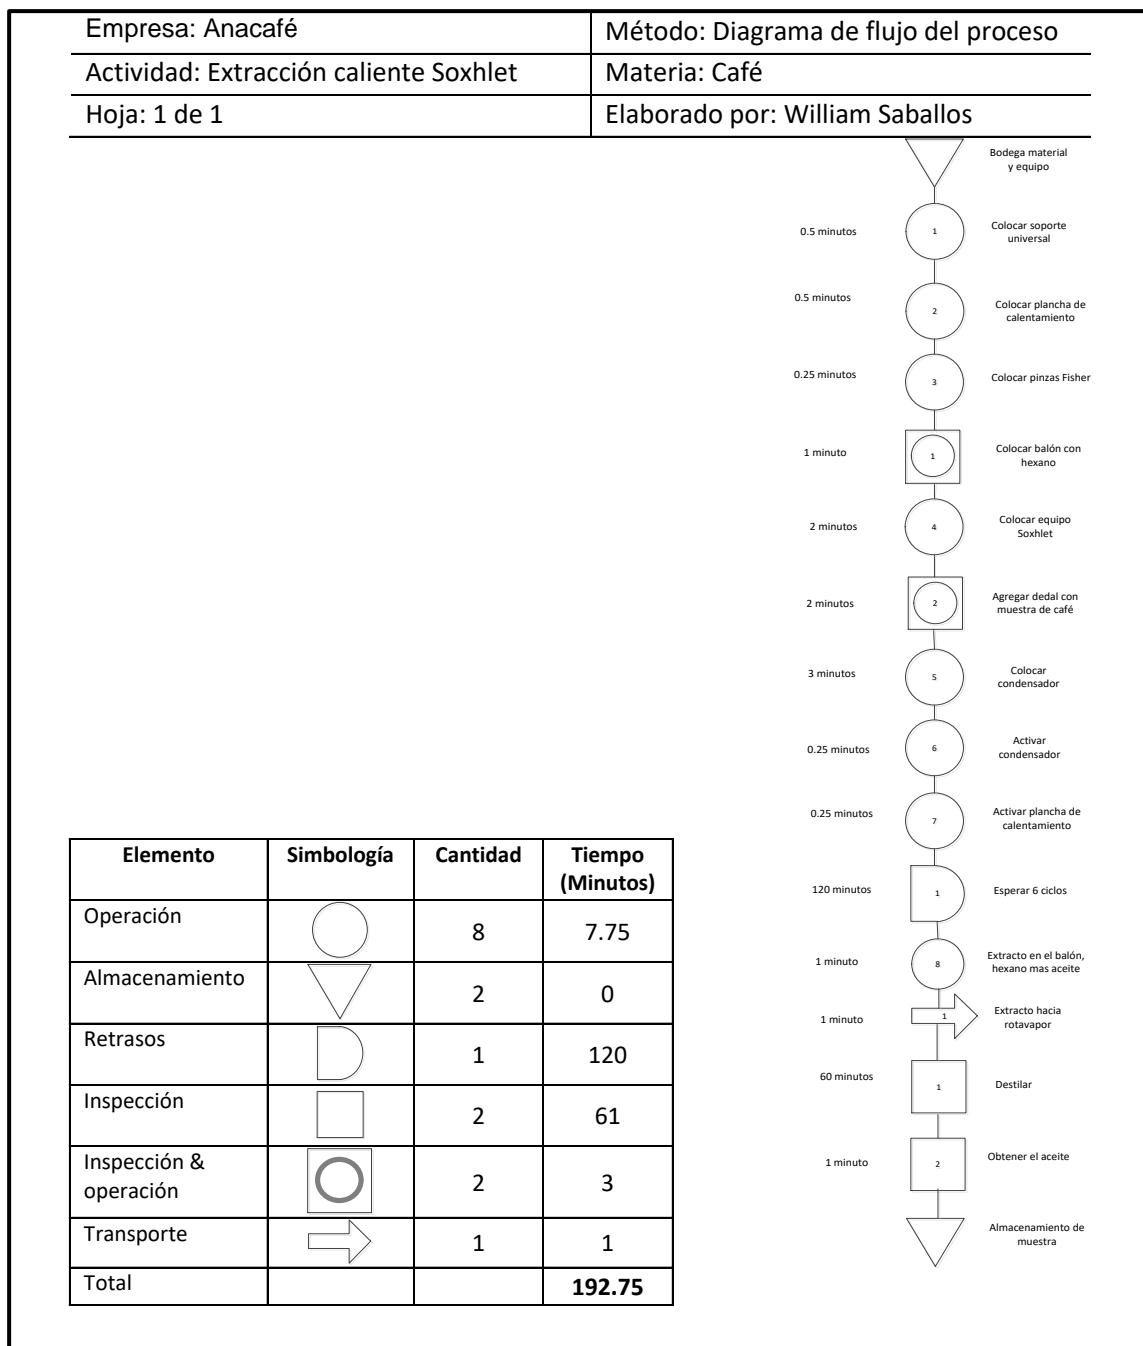 Empresa: Anacafé
Método: Diagrama de flujo del proceso
Actividad: Extracción caliente Soxhlet
Materia: Café
Hoja: 1 de 1
Elaborado por: William Saballos
Bodega material
y equipo
0.5 minutos
1
Colocar soporte
universal
0.5 minutos
2
Colocar plancha de
calentamiento
0.25 minutos
3
Colocar pinzas Fisher
1 minuto
1
Colocar balón con
hexano
2 minutos
4
Colocar equipo
Soxhlet
2 minutos
2
Agregar dedal con
muestra de café
3 minutos
5
Colocar
condensador
0.25 minutos
6
Activar
condensador
0.25 minutos
7
Activar plancha de
calentamiento
120 minutos
1
Esperar 6 ciclos
1 minuto
8
Extracto en el balón,
hexano mas aceite
1 minuto
1
Extracto hacia
rotavapor
60 minutos
1
Destilar
1 minuto
2
Obtener el aceite
Almacenamiento de
muestra
Elemento
Simbología
Cantidad
Tiempo
(Minutos)
Operación
8
7.75
Almacenamiento
2
0
Retrasos
1
120
Inspección
2
61
Inspección &
operación
2
3
Transporte
1
1
Total
192.75